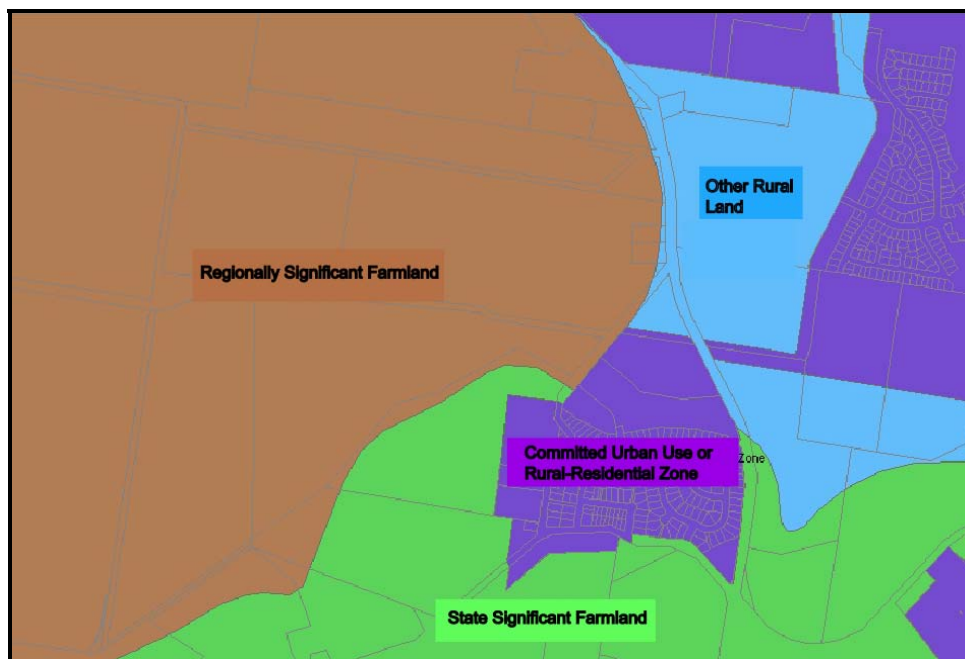 Other Rural
Land
Regionally Significant Farmland
Committed Urban Use or
Rural-Residential Zone
Zone
State Significant Farmland